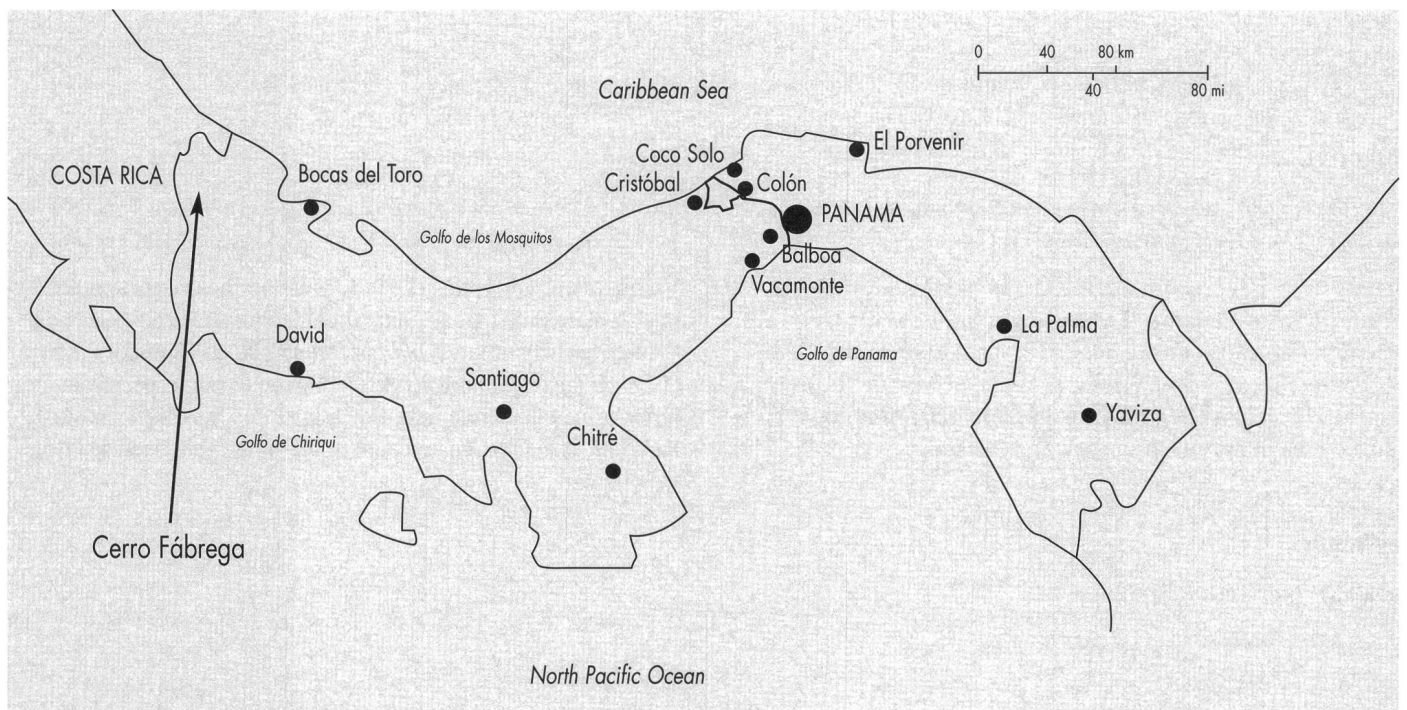 0 40 80 km
40 80 mi
Caribbean Sea
El Porvenir
Coco Solo
COSTA RICA
Bocas del Toro
Cristóbal
Colón
PANAMA
Golfo de los Mosquitos
Balboa
Vacamonte
La Palma
David
Golfo de Panama
Santiago
Yaviza
Golfo de Chiriqui
Chitré
Cerro Fábrega
North Pacific Ocean